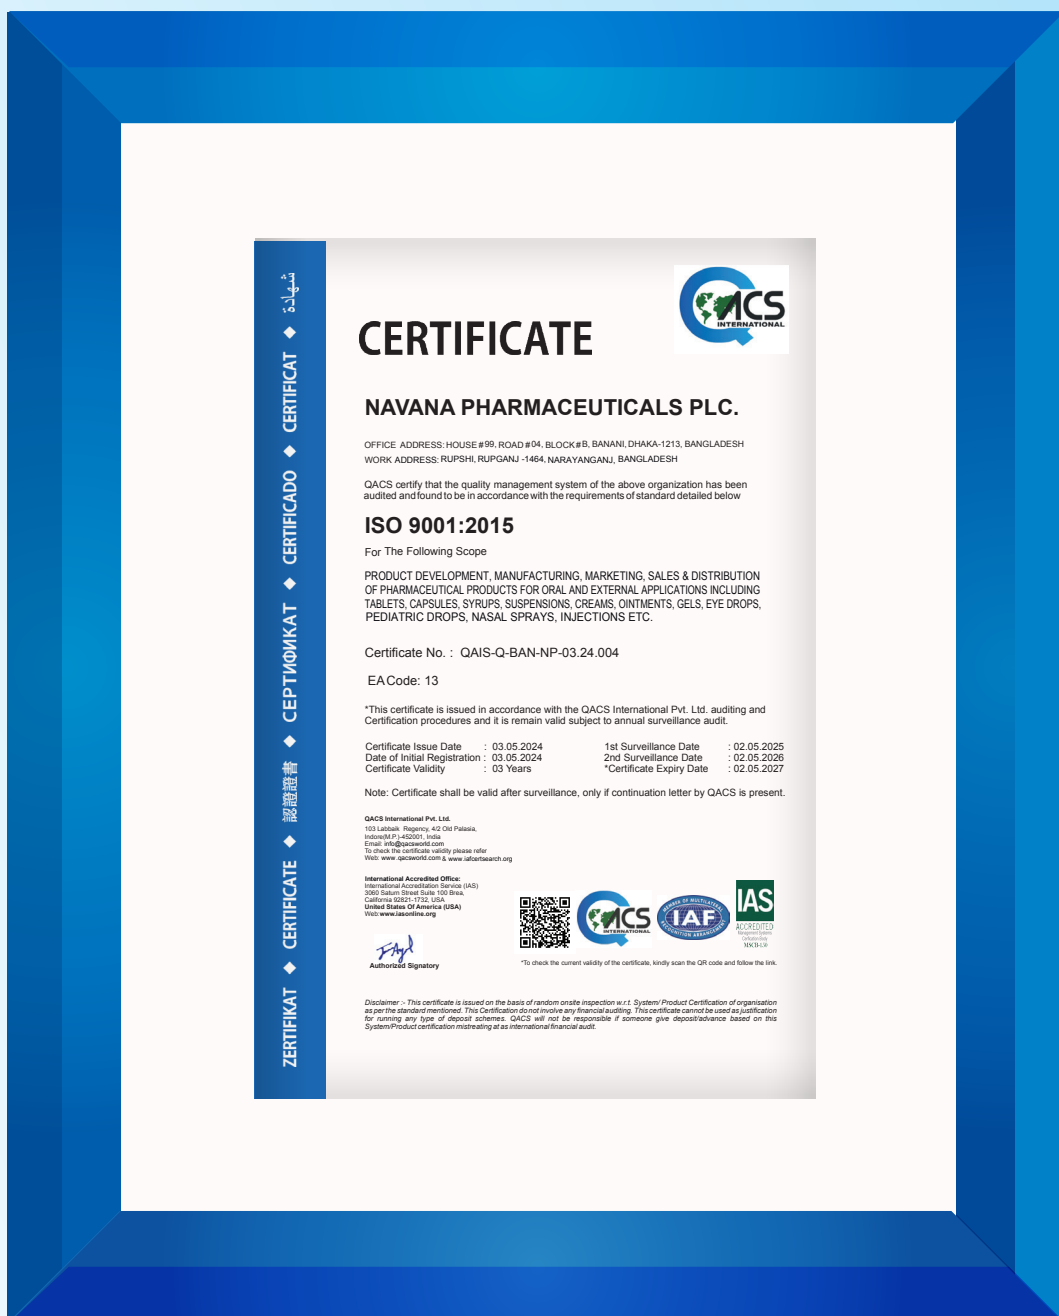 ZERTIFIKAT ◆ CERTIFICATE ◆ 認證證書 ◆ СЕРТИФИКАТ ◆ CERTIFICADO ◆ CERTIFICAT ◆ شهادة
QACS
INTERNATIONAL
CERTIFICATE
NAVANA PHARMACEUTICALS PLC.
OFFICE ADDRESS: HOUSE # 99, ROAD # 04, BLOCK # B, BANANI, DHAKA-1213, BANGLADESH
WORK ADDRESS: RUPSHI, RUPGANJ -1464, NARAYANGANJ, BANGLADESH
QACS certify that the quality management system of the above organization has been
audited and found to be in accordance with the requirements of standard detailed below
ISO 9001:2015
For The Following Scope
PRODUCT DEVELOPMENT, MANUFACTURING, MARKETING, SALES & DISTRIBUTION
OF PHARMACEUTICAL PRODUCTS FOR ORAL AND EXTERNAL APPLICATIONS INCLUDING
TABLETS, CAPSULES, SYRUPS, SUSPENSIONS, CREAMS, OINTMENTS, GELS, EYE DROPS,
PEDIATRIC DROPS, NASAL SPRAYS, INJECTIONS ETC.
Certificate No. : QAIS-Q-BAN-NP-03.24.004
EA Code: 13
*This certificate is issued in accordance with the QACS International Pvt. Ltd. auditing and
Certification procedures and it is remain valid subject to annual surveillance audit.
Certificate Issue Date : 03.05.2024 1st Surveillance Date : 02.05.2025
Date of Initial Registration : 03.05.2024 2nd Surveillance Date : 02.05.2026
Certificate Validity : 03 Years *Certificate Expiry Date : 02.05.2027
Note: Certificate shall be valid after surveillance, only if continuation letter by QACS is present.
QACS International Pvt. Ltd.
103 Labbaik Regency, 4/2 Old Palasia,
Indore(M.P.)-452001, India
Email: info@qacsworld.com
To check the certificate validity please refer
Web: www.qacsworld.com & www.iafcertsearch.org
International Accredited Office:
International Accreditation Service (IAS)
3060 Saturn Street Suite 100 Brea,
California 92821-1732, USA
United States Of America (USA)
Web:www.iasonline.org
Authorized Signatory
QACS
INTERNATIONAL
MEMBER OF MULTILATERAL
IAF
RECOGNITION ARRANGEMENT
IAS
ACCREDITED
Management Systems
Certification Body
MSCB-130
*To check the current validity of the certificate, kindly scan the QR code and follow the link.
Disclaimer :- This certificate is issued on the basis of random onsite inspection w.r.t. System/ Product Certification of organisation
as per the standard mentioned. This Certification do not involve any financial auditing. This certificate cannot be used as justification
for running any type of deposit schemes. QACS will not be responsible if someone give deposit/advance based on this
System/Product certification mistreating at as international financial audit.